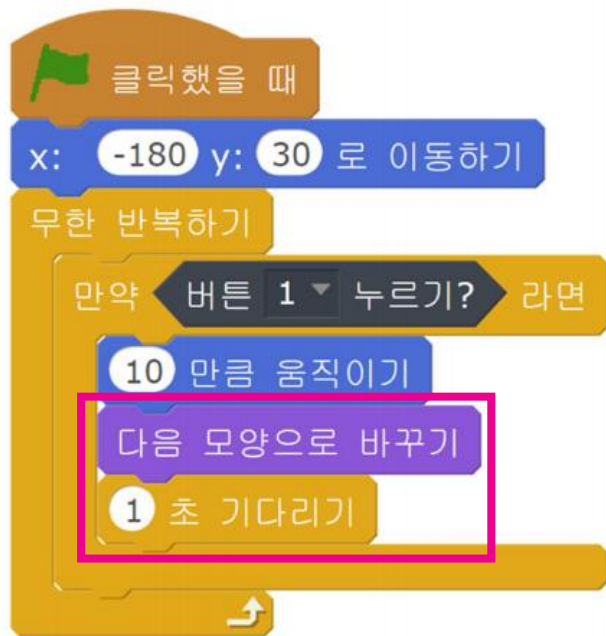 클릭했을 때
x: -180 y: 30 로 이동하기
무한 반복하기
만약 버튼 1 누르기? 라면
10 만큼 움직이기
다음 모양으로 바꾸기
1 초 기다리기